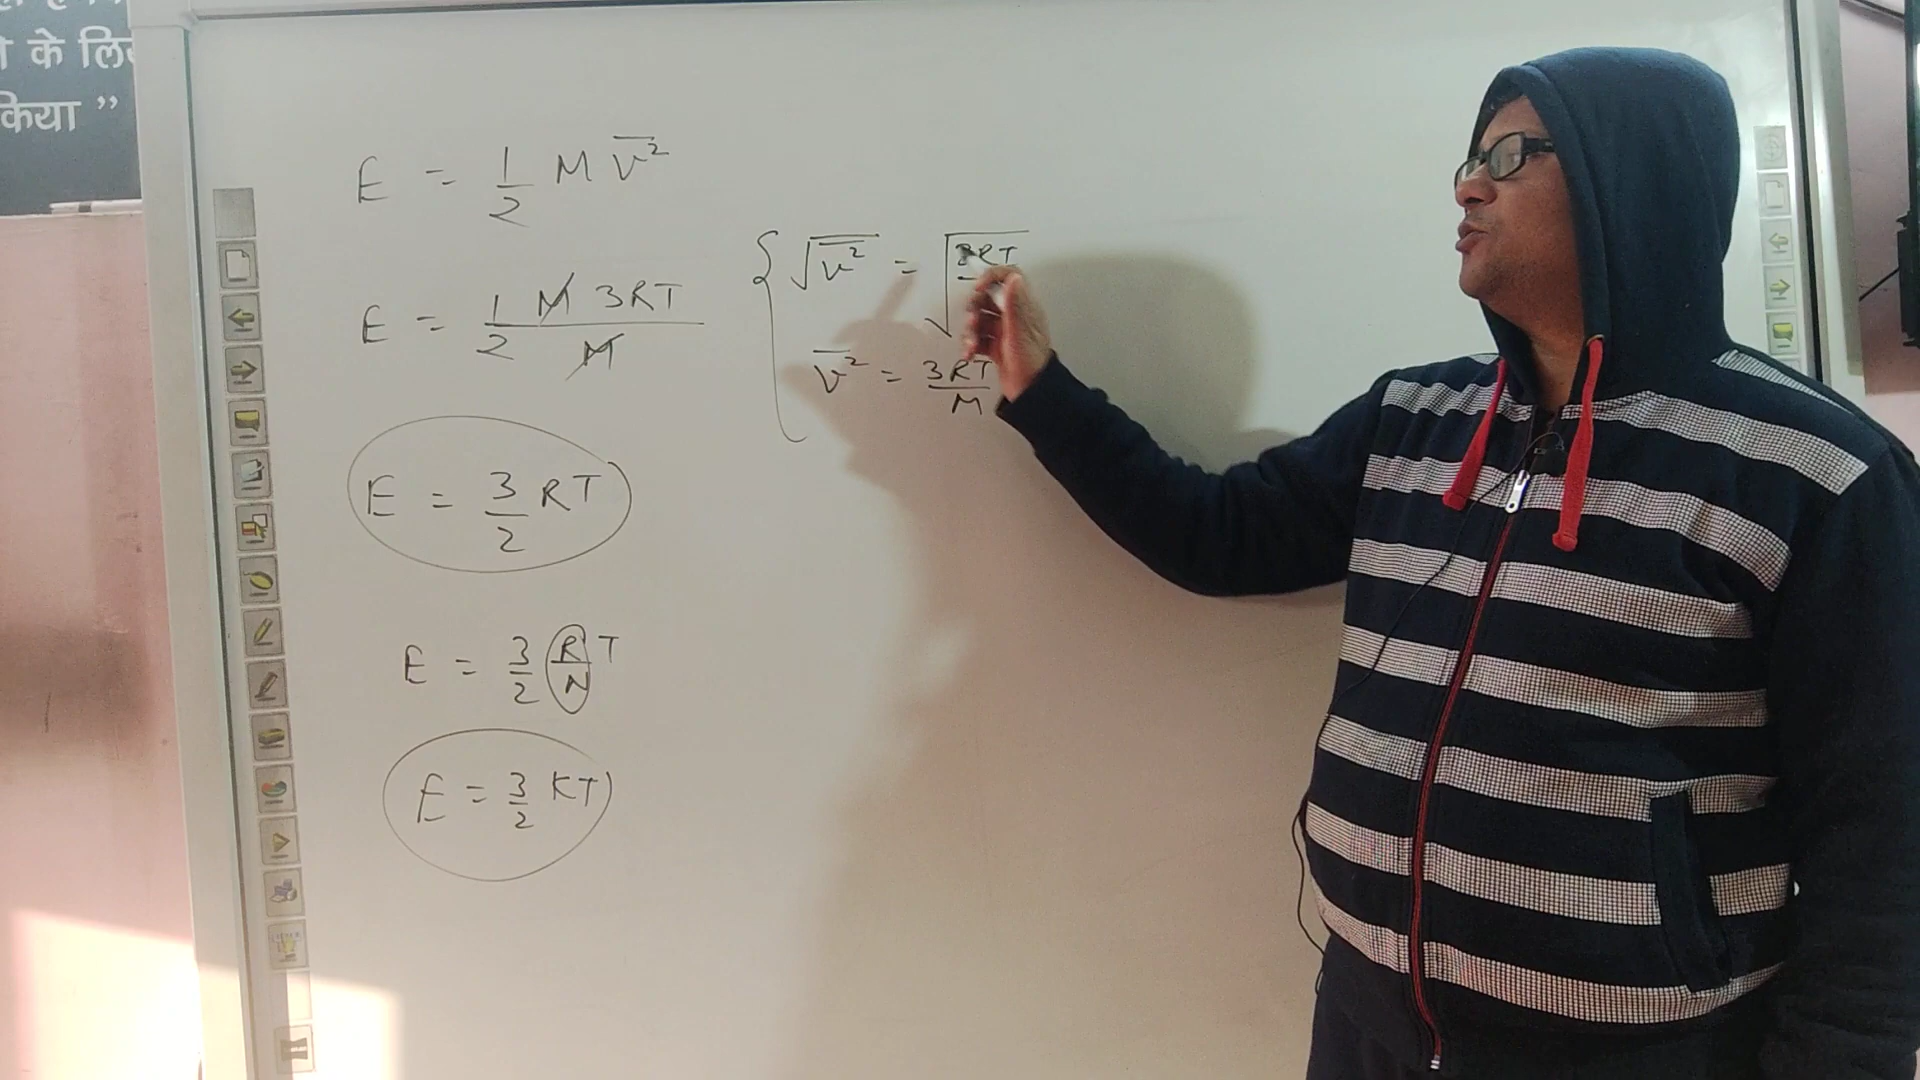 के लिए
किया ”
E = 1/2 M v̅²
E = 1/2 M 3RT / M
{ √v̅² = √3RT
v̅² = 3RT/M
E = 3/2 RT
E = 3/2 R/N T
E = 3/2 KT